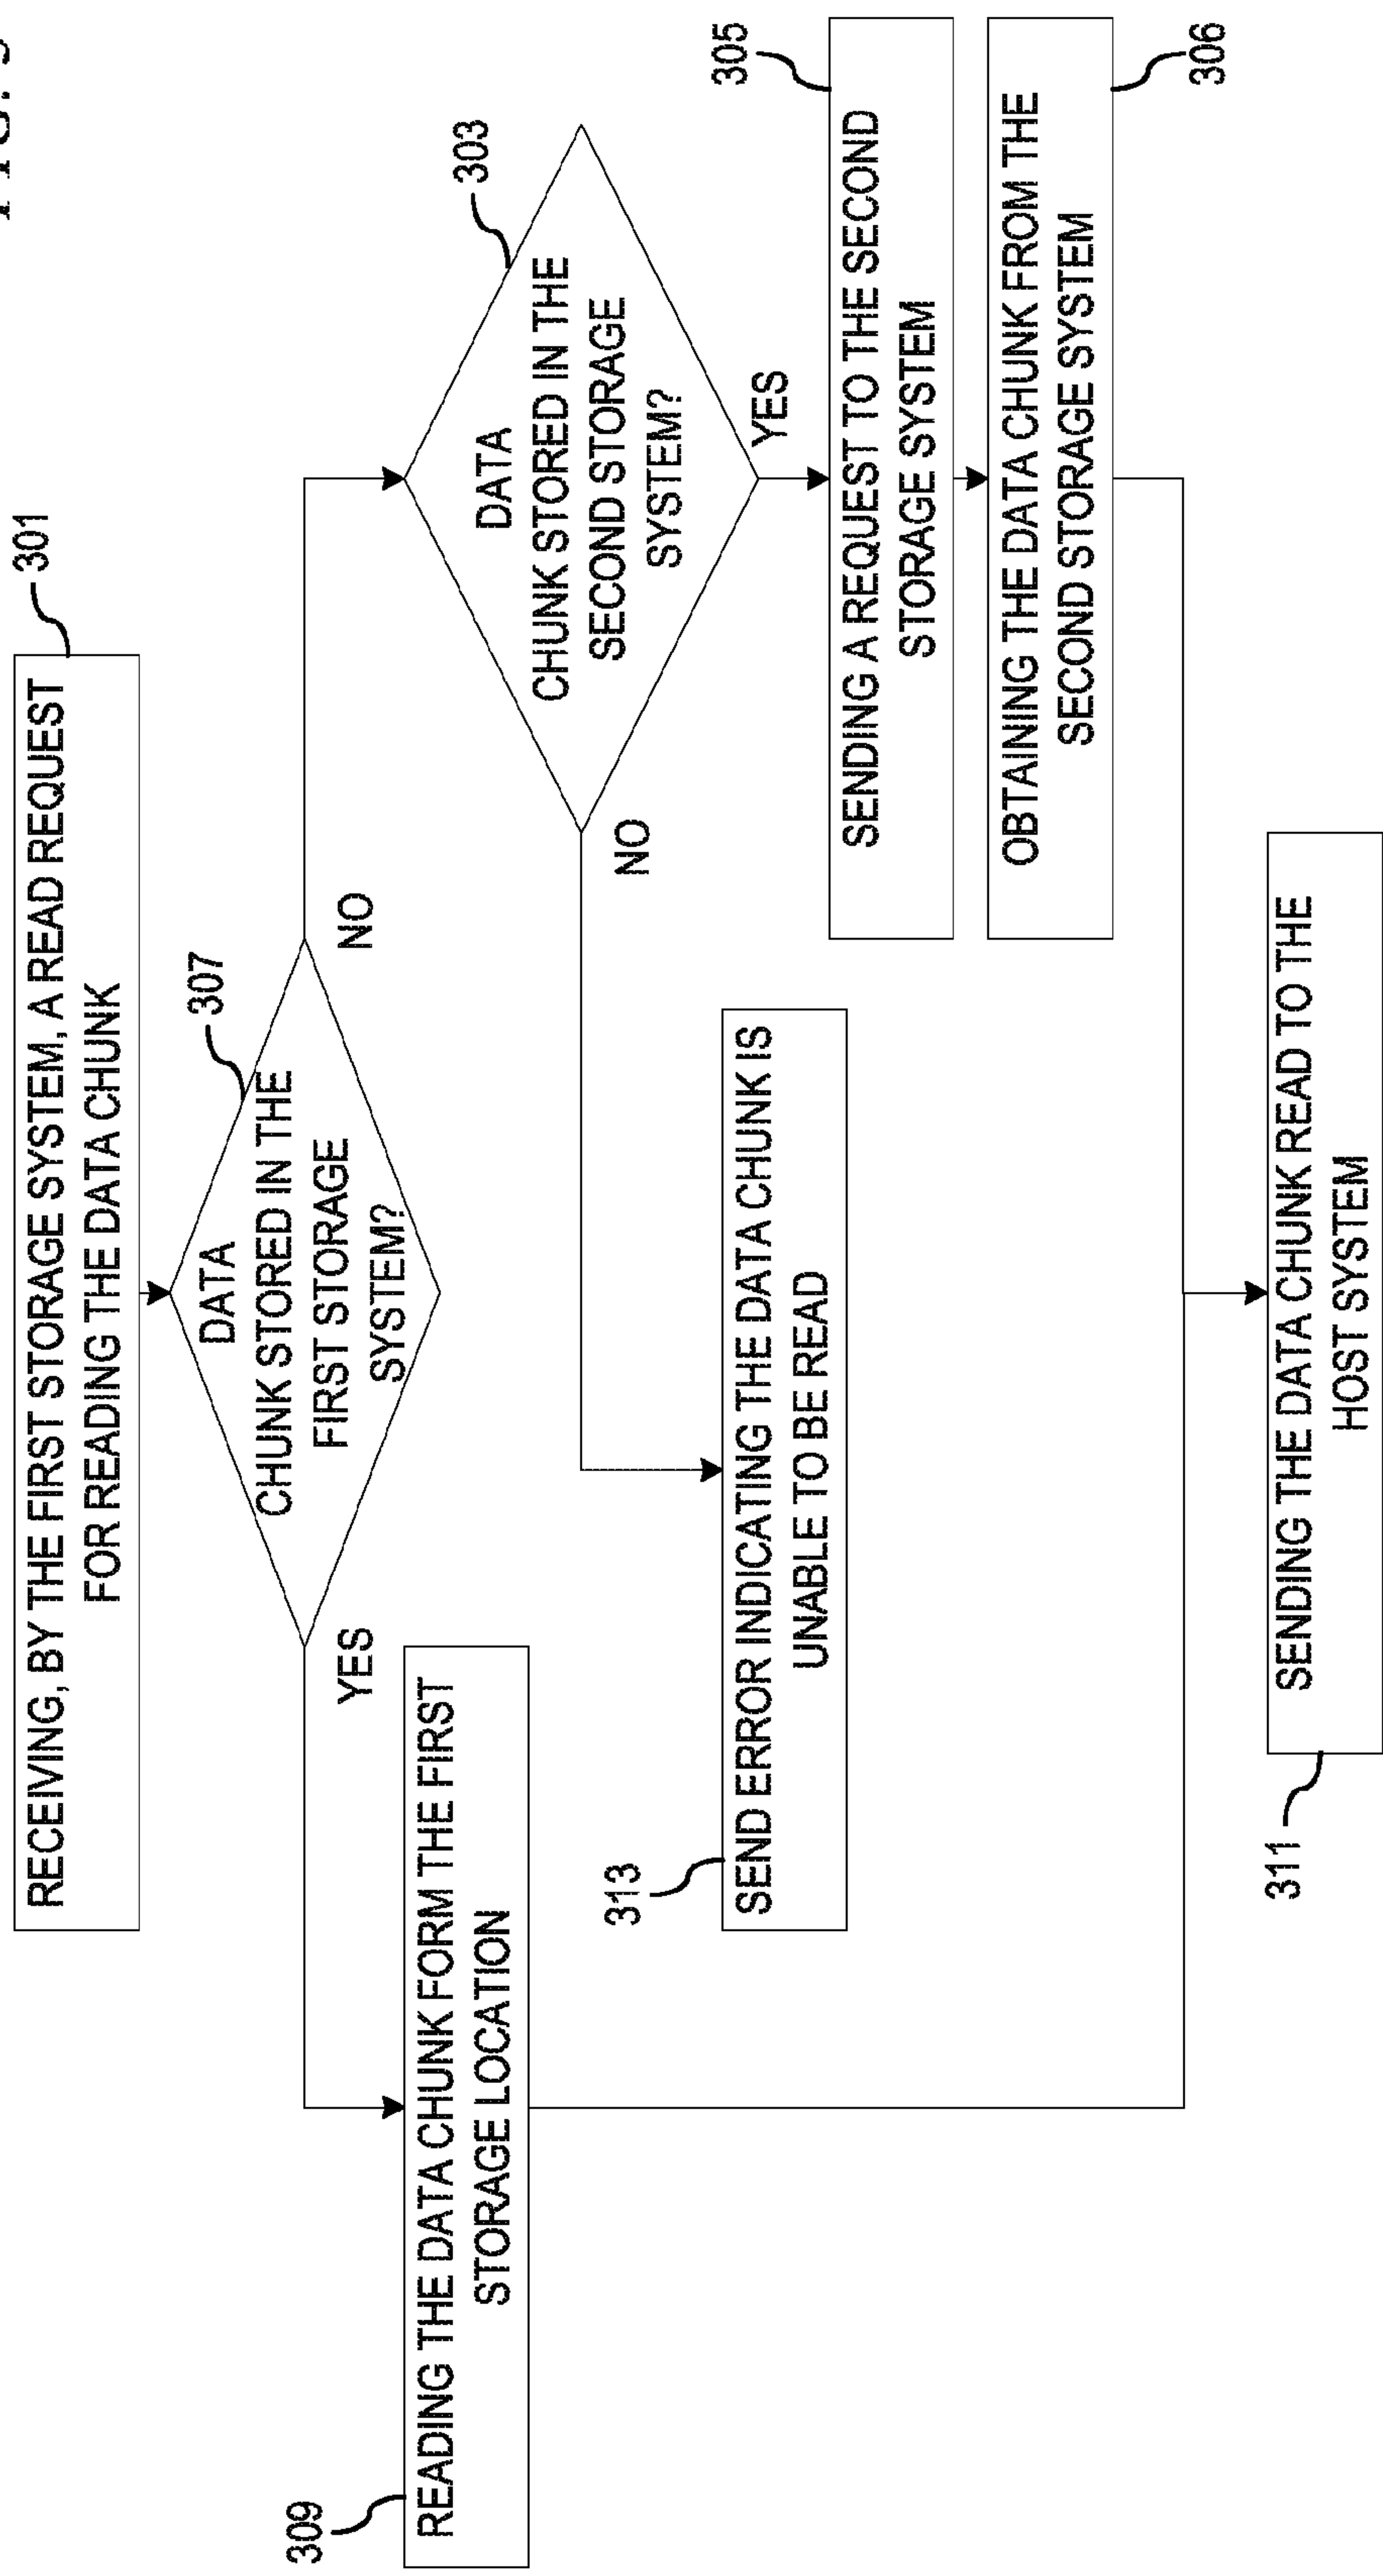 301
RECEIVING, BY THE FIRST STORAGE SYSTEM, A READ REQUEST
FOR READING THE DATA CHUNK
307
DATA
CHUNK STORED IN THE
FIRST STORAGE
SYSTEM?
YES
NO
309
READING THE DATA CHUNK FORM THE FIRST
STORAGE LOCATION
303
DATA
CHUNK STORED IN THE
SECOND STORAGE
SYSTEM?
NO
YES
313
SEND ERROR INDICATING THE DATA CHUNK IS
UNABLE TO BE READ
305
SENDING A REQUEST TO THE SECOND
STORAGE SYSTEM
OBTAINING THE DATA CHUNK FROM THE
SECOND STORAGE SYSTEM
306
311
SENDING THE DATA CHUNK READ TO THE
HOST SYSTEM